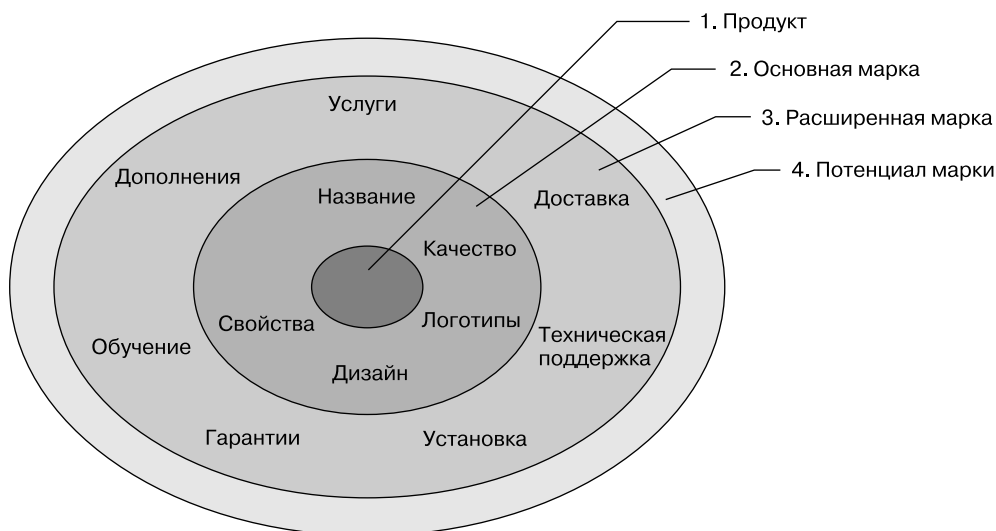 1. Продукт
2. Основная марка
3. Расширенная марка
4. Потенциал марки
Услуги
Дополнения
Название
Доставка
Качество
Свойства
Логотипы
Обучение
Техническая
поддержка
Дизайн
Гарантии
Установка